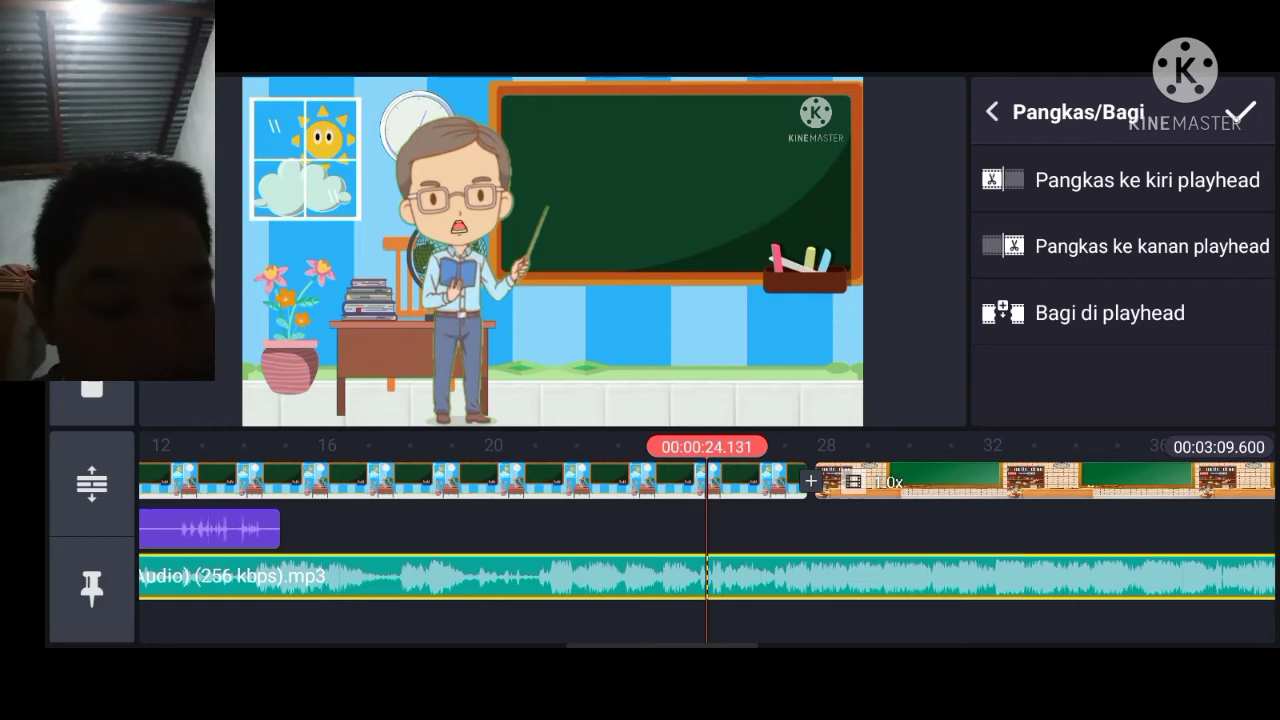 KINEMASTER
Pangkas/Bagi
KINEMASTER
Pangkas ke kiri playhead
Pangkas ke kanan playhead
Bagi di playhead
12 16 20 00:00:24.131 28 32 36 00:03:09.600
1.0x
Audio) (256 kbps).mp3